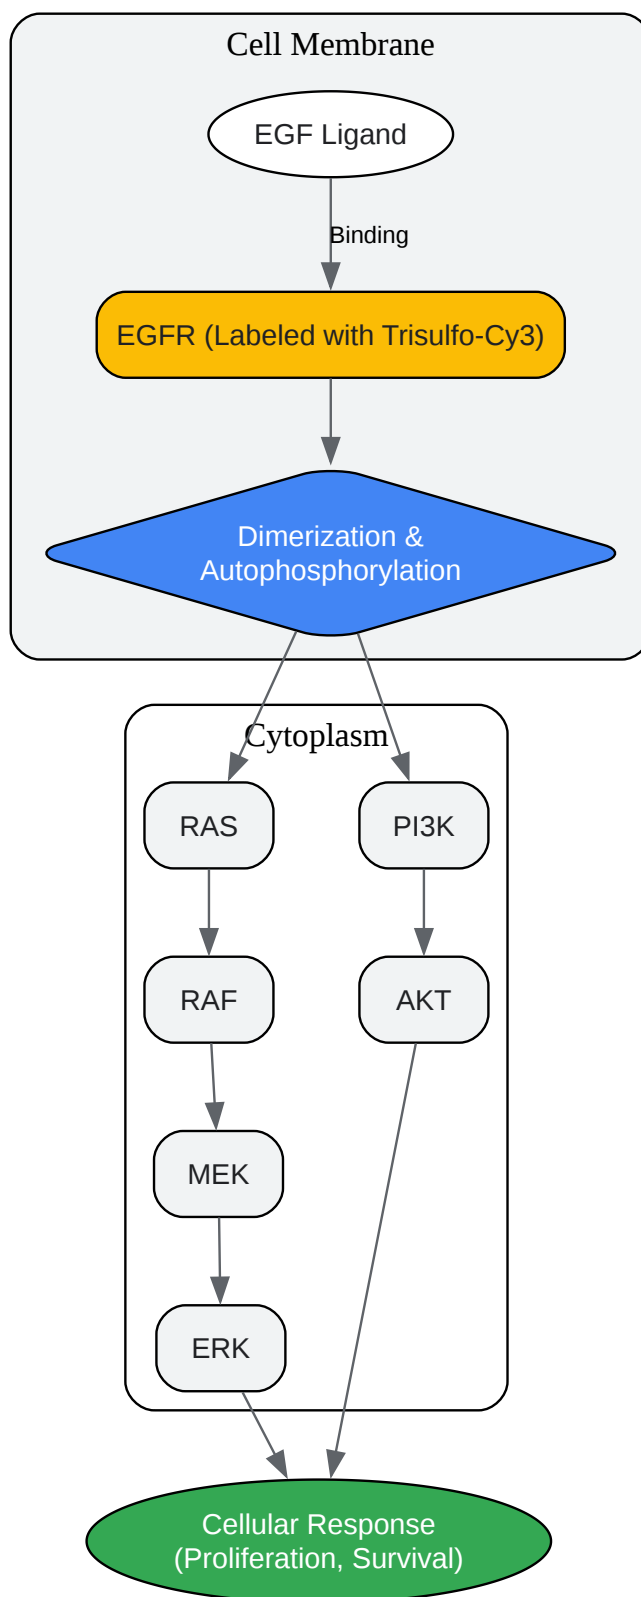 Cell Membrane
EGF Ligand
Binding
EGFR (Labeled with Trisulfo-Cy3)
Dimerization &
Autophosphorylation
Cytoplasm
RAS
PI3K
RAF
AKT
MEK
ERK
Cellular Response
(Proliferation, Survival)